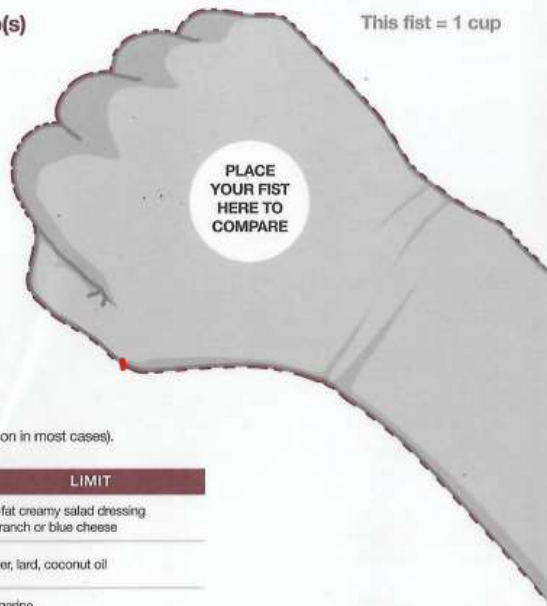 (s)
This fist = 1 cup
PLACE
YOUR FIST
HERE TO
COMPARE
on in most cases).
LIMIT
-fat creamy salad dressing
ranch or blue cheese
er, lard, coconut oil